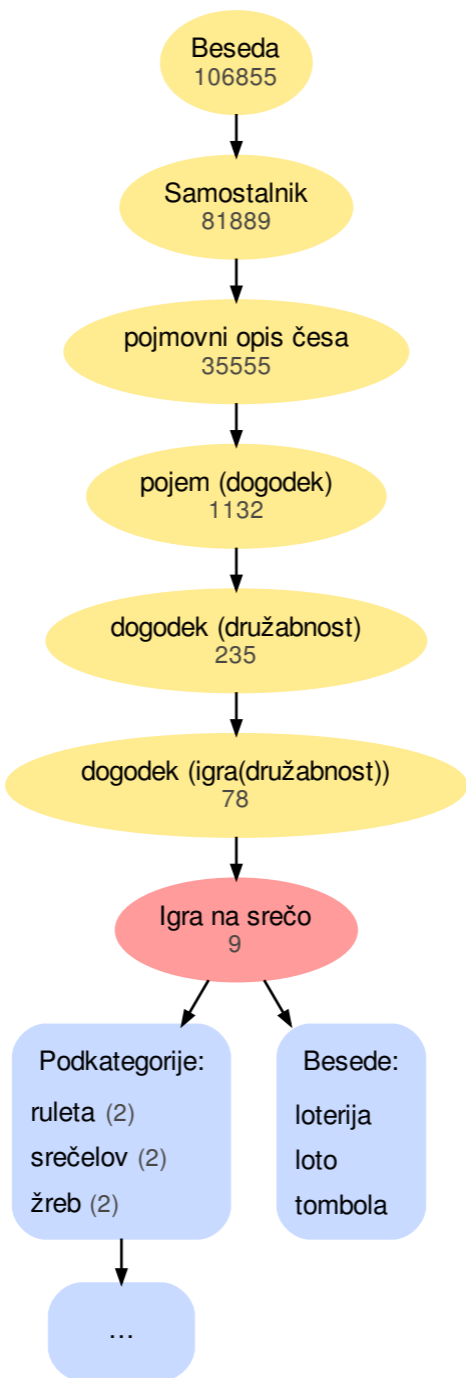 Beseda
106855
Samostalnik
81889
pojmovni opis česa
35555
pojem (dogodek)
1132
dogodek (družabnost)
235
dogodek (igra(družabnost))
78
Igra na srečo
9
Podkategorije:
ruleta (2)
srečelov (2)
žreb (2)
Besede:
loterija
loto
tombola
...